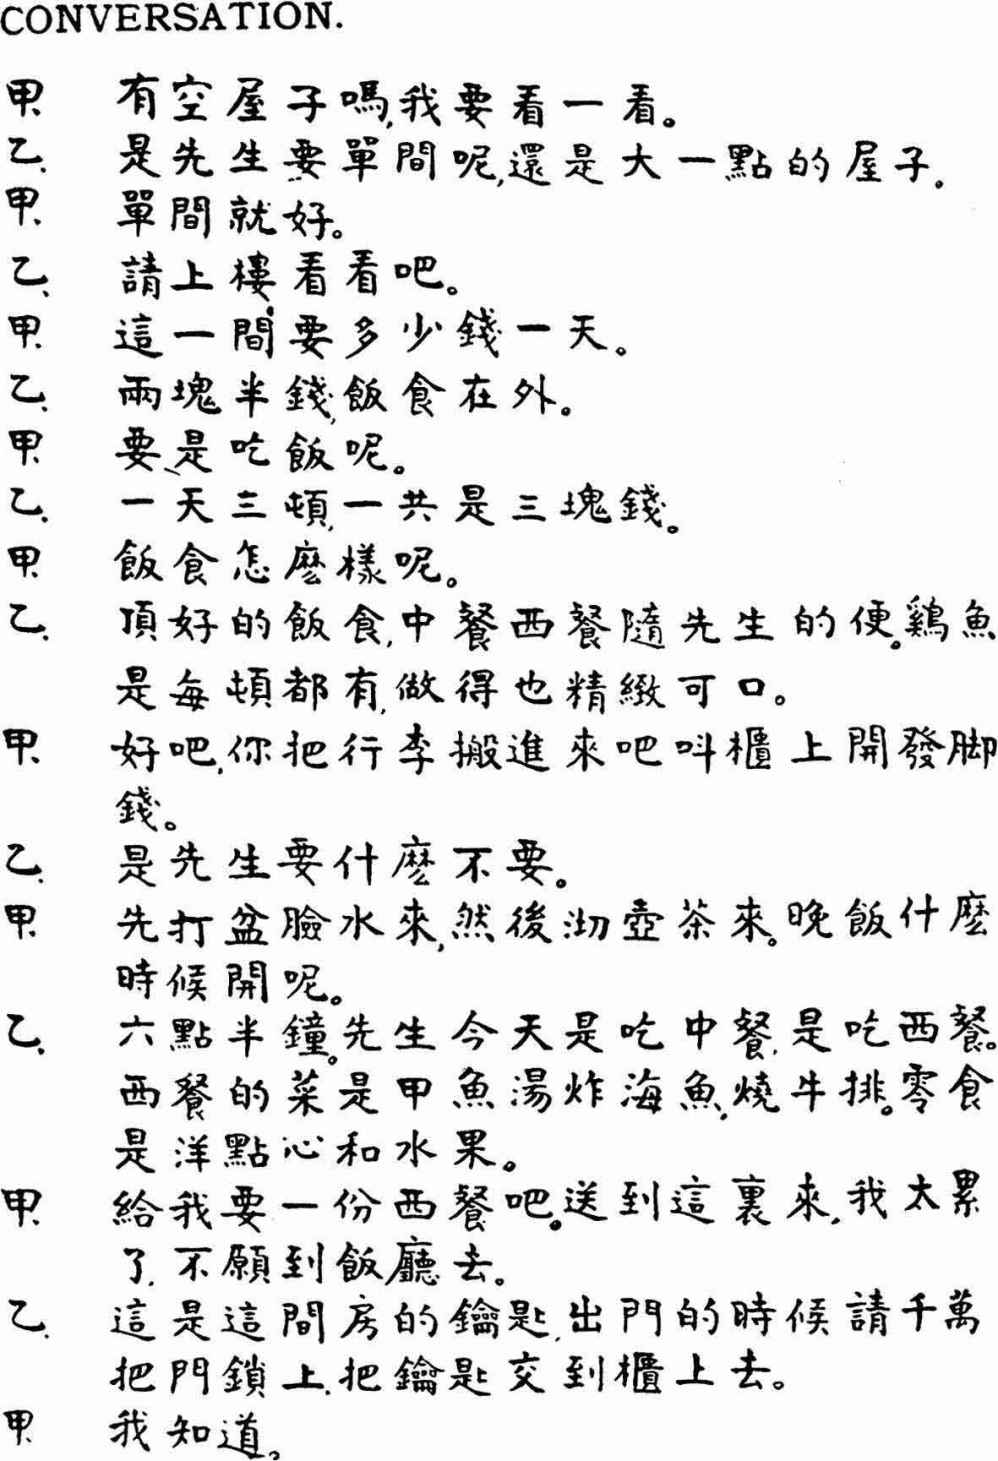 CONVERSATION.
甲. 有空屋子嗎,我要看一看。
乙. 是先生要單間呢,還是大一點的屋子.
甲. 單間就好。
乙、 請上樓看看吧。
甲. 這一間要多少錢一天。
乙. 兩塊半錢,飯食在外。
甲. 要是吃飯呢。
乙. 一天三頓,一共是三塊錢。
甲. 飯食怎麽樣呢。
乙. 頂好的飯食,中餐西餐隨先生的便。鷄魚
是每頓都有,做得也精緻可口。
甲. 好吧,你把行李搬進來吧叫櫃上開發脚
錢。
乙. 是先生要什麽不要。
甲. 先打盆臉水來,然後沏壺茶來。晚飯什麽
時候開呢。
乙. 六點半鐘。先生今天是吃中餐,是吃西餐。
西餐的菜是甲魚湯炸海魚,燒牛排。零食
是洋點心和水果。
甲. 給我要一份西餐吧。送到這裏來,我太累
了,不願到飯廳去。
乙. 這是這間房的鑰匙,出門的時候請千萬
把門鎖上,把鑰匙交到櫃上去。
甲. 我知道。